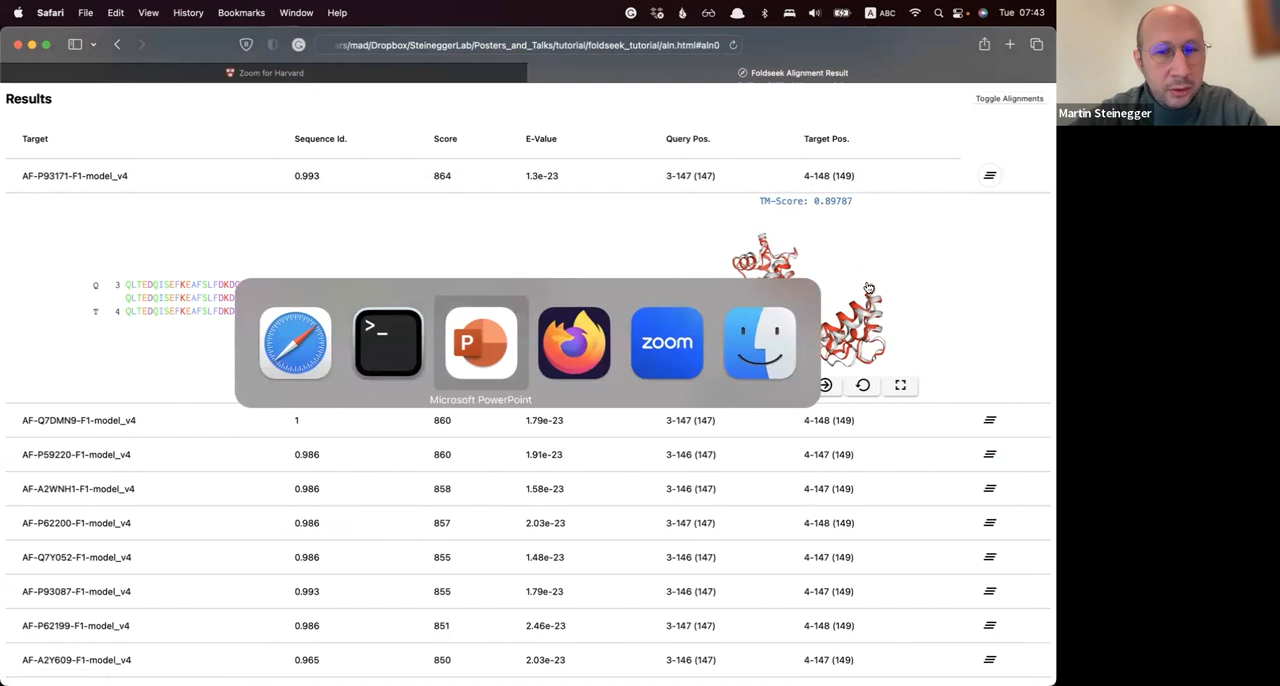 Safari File Edit View History Bookmarks Window Help ABC Tue 07:43
ers/mad/Dropbox/SteineggerLab/Posters_and_Talks/tutorial/foldseek_tutorial/aln.html#aln0
Zoom for Harvard Foldseek Alignment Result
Martin Steinegger
Results Toggle Alignments
Target Sequence Id. Score E-Value Query Pos. Target Pos.
AF-P93171-F1-model_v4 0.993 864 1.3e-23 3-147 (147) 4-148 (149)
TM-Score: 0.89787
Q 3 QLTEDQISEFKEAFSLFDKDG
QLTEDQISEFKEAFSLFDKD
T 4 QLTEDQISEFKEAFSLFDKD
>_ P zoom
Microsoft PowerPoint
AF-Q7DMN9-F1-model_v4 1 860 1.79e-23 3-147 (147) 4-148 (149)
AF-P59220-F1-model_v4 0.986 860 1.91e-23 3-146 (147) 4-147 (149)
AF-A2WNH1-F1-model_v4 0.986 858 1.58e-23 3-146 (147) 4-147 (149)
AF-P62200-F1-model_v4 0.986 857 2.03e-23 3-147 (147) 4-148 (149)
AF-Q7Y052-F1-model_v4 0.986 855 1.48e-23 3-146 (147) 4-147 (149)
AF-P93087-F1-model_v4 0.993 855 1.79e-23 3-146 (147) 4-147 (149)
AF-P62199-F1-model_v4 0.986 851 2.46e-23 3-147 (147) 4-148 (149)
AF-A2Y609-F1-model_v4 0.965 850 2.03e-23 3-146 (147) 4-147 (149)